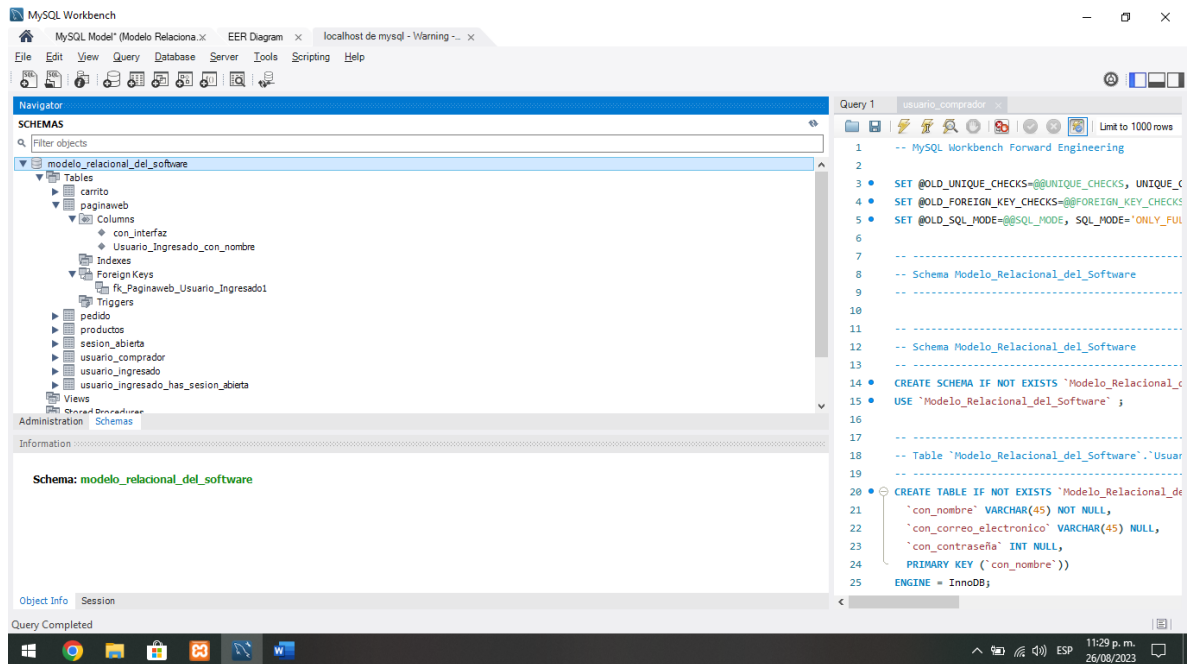 MySQL Workbench
MySQL Model* (Modelo Relaciona.x EER Diagram x localhost de mysql - Warning -... x
File Edit View Query Database Server Tools Scripting Help
Navigator
SCHEMAS
Filter objects
modelo_relacional_del_software
Tables
carrito
paginaweb
Columns
con_interfaz
Usuario_Ingresado_con_nombre
Indexes
Foreign Keys
fk_Paginaweb_Usuario_Ingresado1
Triggers
pedido
productos
sesion_abierta
usuario_comprador
usuario_ingresado
usuario_ingresado_has_sesion_abierta
Views
Stored Procedures
Administration Schemas
Information
Schema: modelo_relacional_del_software
Object Info Session
Query Completed
Query 1 usuario_comprador x
Limit to 1000 rows
1 -- MySQL Workbench Forward Engineering
2
3 SET @OLD_UNIQUE_CHECKS=@@UNIQUE_CHECKS, UNIQUE_C
4 SET @OLD_FOREIGN_KEY_CHECKS=@@FOREIGN_KEY_CHECKS
5 SET @OLD_SQL_MODE=@@SQL_MODE, SQL_MODE='ONLY_FUL
6
7 -- -----------------------------------------------------
8 -- Schema Modelo_Relacional_del_Software
9 -- -----------------------------------------------------
10
11 -- -----------------------------------------------------
12 -- Schema Modelo_Relacional_del_Software
13 -- -----------------------------------------------------
14 CREATE SCHEMA IF NOT EXISTS `Modelo_Relacional_d
15 USE `Modelo_Relacional_del_Software` ;
16
17 -- -----------------------------------------------------
18 -- Table `Modelo_Relacional_del_Software`.`Usuar
19 -- -----------------------------------------------------
20 CREATE TABLE IF NOT EXISTS `Modelo_Relacional_de
21 `con_nombre` VARCHAR(45) NOT NULL,
22 `con_correo_electronico` VARCHAR(45) NULL,
23 `con_contraseña` INT NULL,
24 PRIMARY KEY (`con_nombre`))
25 ENGINE = InnoDB;
ESP
11:29 p. m.
26/08/2023